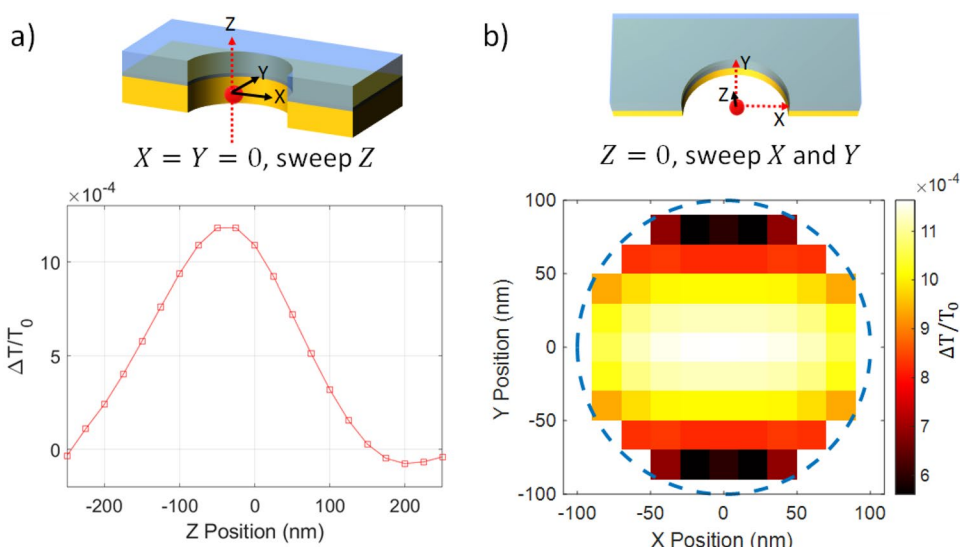 a)
Z
Y
X
X = Y = 0, sweep Z
×10⁻⁴
10
5
0
ΔT/T₀
-200 -100 0 100 200
Z Position (nm)
b)
Y
Z
X
Z = 0, sweep X and Y
100
50
0
-50
-100
Y Position (nm)
-100 -50 0 50 100
X Position (nm)
×10⁻⁴
11
10
9
8
7
6
ΔT/T₀